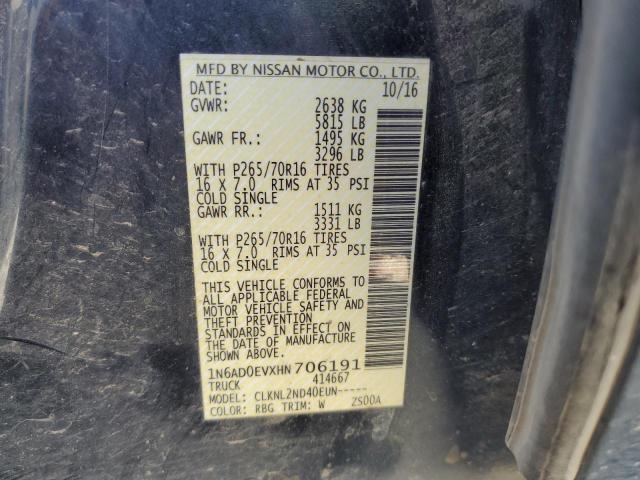 MFD BY NISSAN MOTOR CO., LTD.
DATE: 10/16
GVWR: 2638 KG
5815 LB
GAWR FR.: 1495 KG
3296 LB
WITH P265/70R16 TIRES
16 X 7.0 RIMS AT 35 PSI
COLD SINGLE
GAWR RR.: 1511 KG
3331 LB
WITH P265/70R16 TIRES
16 X 7.0 RIMS AT 35 PSI
COLD SINGLE
THIS VEHICLE CONFORMS TO
ALL APPLICABLE FEDERAL
MOTOR VEHICLE SAFETY AND
THEFT PREVENTION
STANDARDS IN EFFECT ON
THE DATE OF MANUFACTURE
SHOWN ABOVE.
1N6AD0EVXHN706191
TRUCK 414667
MODEL: CLKNL2ND40EUN-----
COLOR: RBG TRIM: W ZS00A